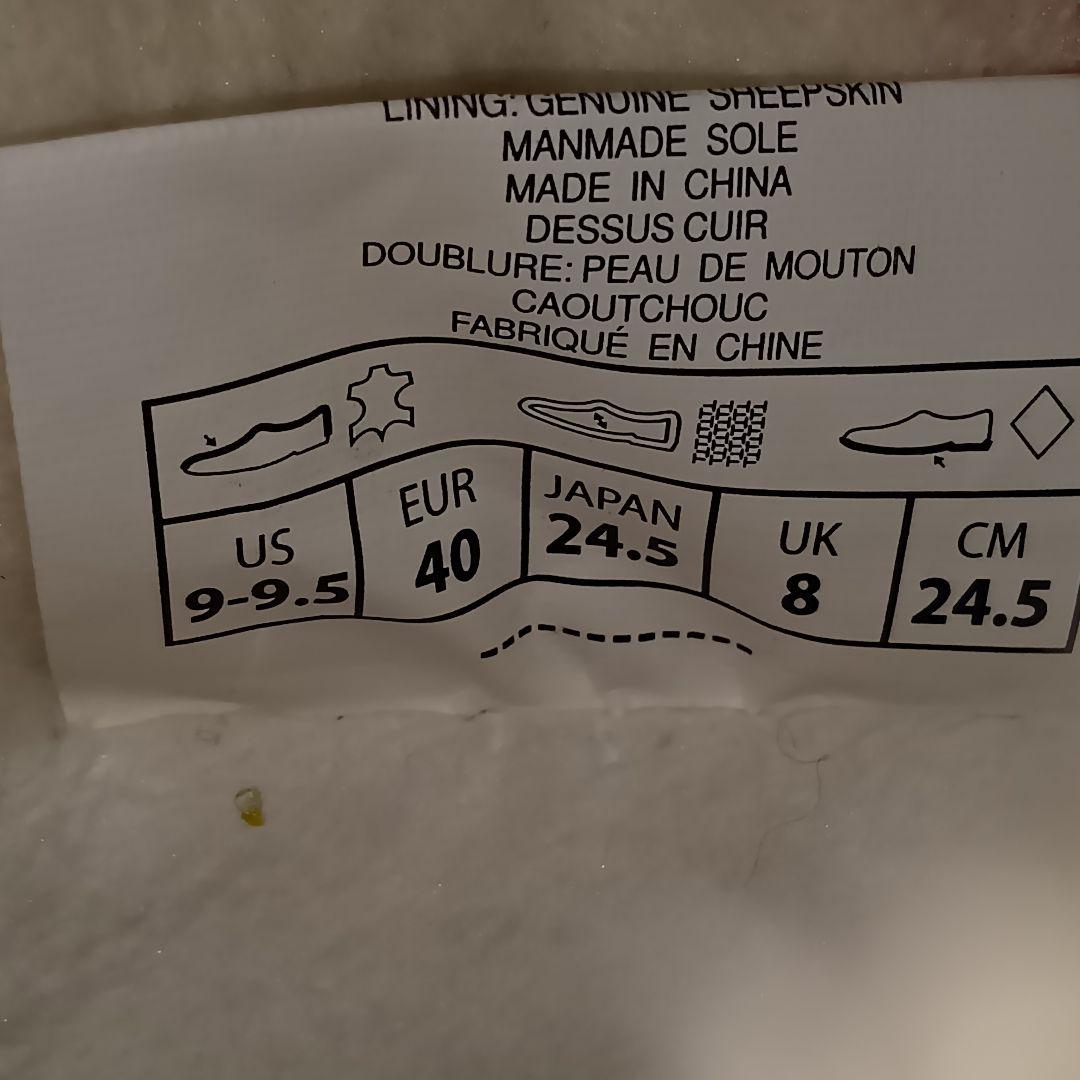 LINING: GENUINE SHEEPSKIN
MANMADE SOLE
MADE IN CHINA
DESSUS CUIR
DOUBLURE: PEAU DE MOUTON
CAOUTCHOUC
FABRIQUÉ EN CHINE
US EUR JAPAN UK CM
9-9.5 40 24.5 8 24.5